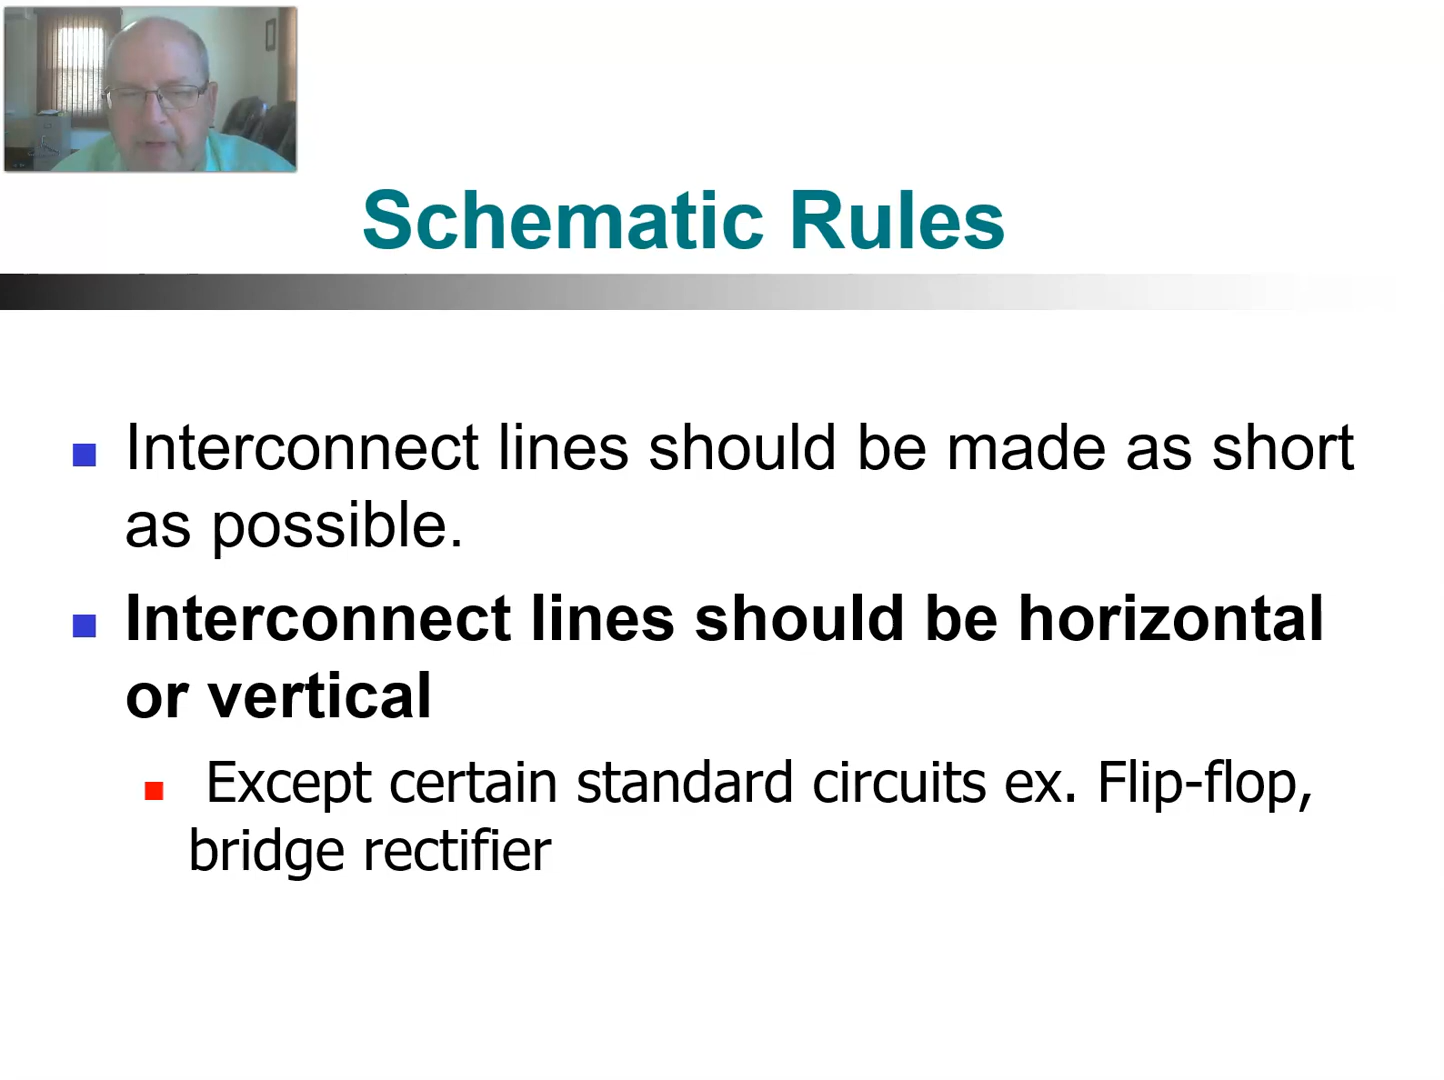 Schematic Rules
Interconnect lines should be made as short
as possible.
Interconnect lines should be horizontal
or vertical
Except certain standard circuits ex. Flip-flop,
bridge rectifier